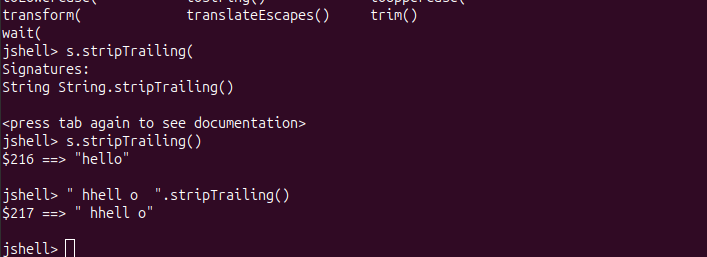 transform(             translateEscapes()     trim()
wait(
jshell> s.stripTrailing(
Signatures:
String String.stripTrailing()

<press tab again to see documentation>
jshell> s.stripTrailing()
$216 ==> "hello"

jshell> " hhell o  ".stripTrailing()
$217 ==> " hhell o"

jshell>